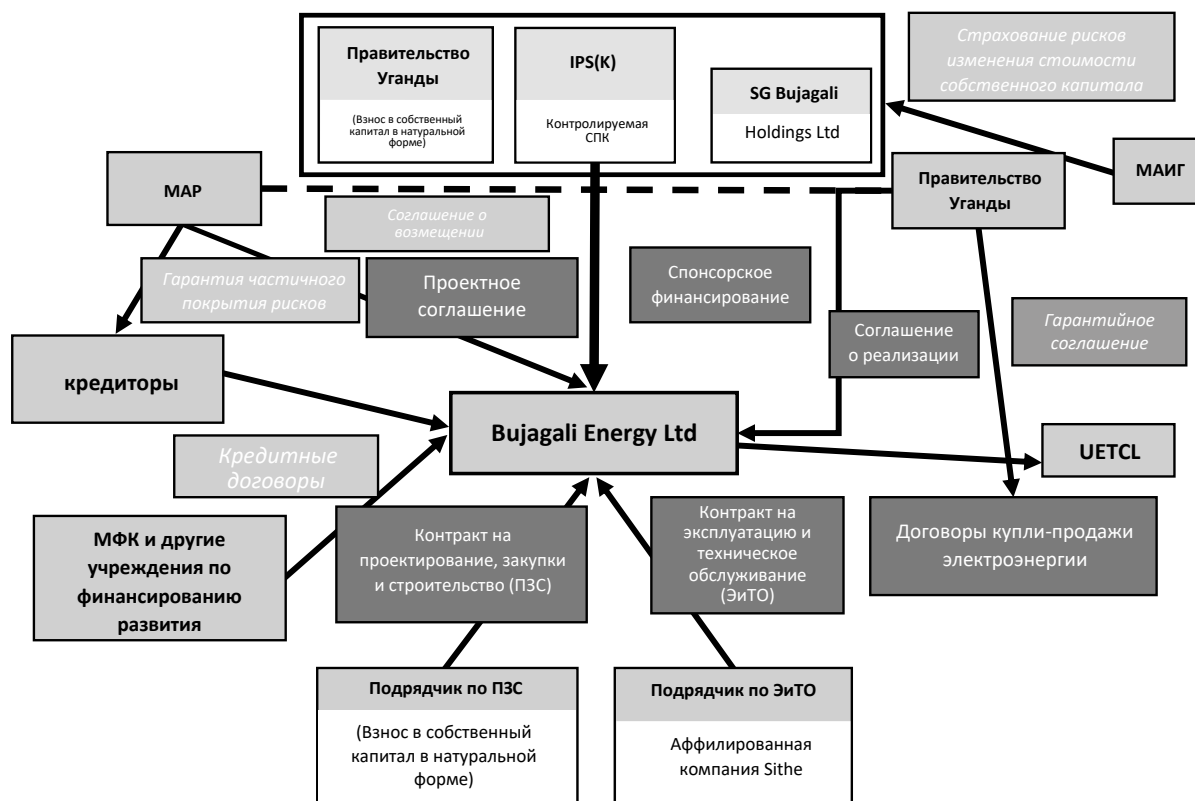 Правительство
Уганды
(Взнос в собственный
капитал в натуральной
форме)
IPS(K)
Контролируемая
СПК
SG Bujagali
Holdings Ltd
Страхование рисков
изменения стоимости
собственного капитала
МАР
Правительство
Уганды
МАИГ
Соглашение о
возмещении
Гарантия частичного
покрытия рисков
Проектное
соглашение
Спонсорское
финансирование
Соглашение
о реализации
Гарантийное
соглашение
кредиторы
Bujagali Energy Ltd
UETCL
Кредитные
договоры
МФК и другие
учреждения по
финансированию
развития
Контракт на
проектирование, закупки
и строительство (ПЗС)
Контракт на
эксплуатацию и
техническое
обслуживание
(ЭиТО)
Договоры купли-продажи
электроэнергии
Подрядчик по ПЗС
(Взнос в собственный
капитал в натуральной
форме)
Подрядчик по ЭиТО
Аффилированная
компания Sithe